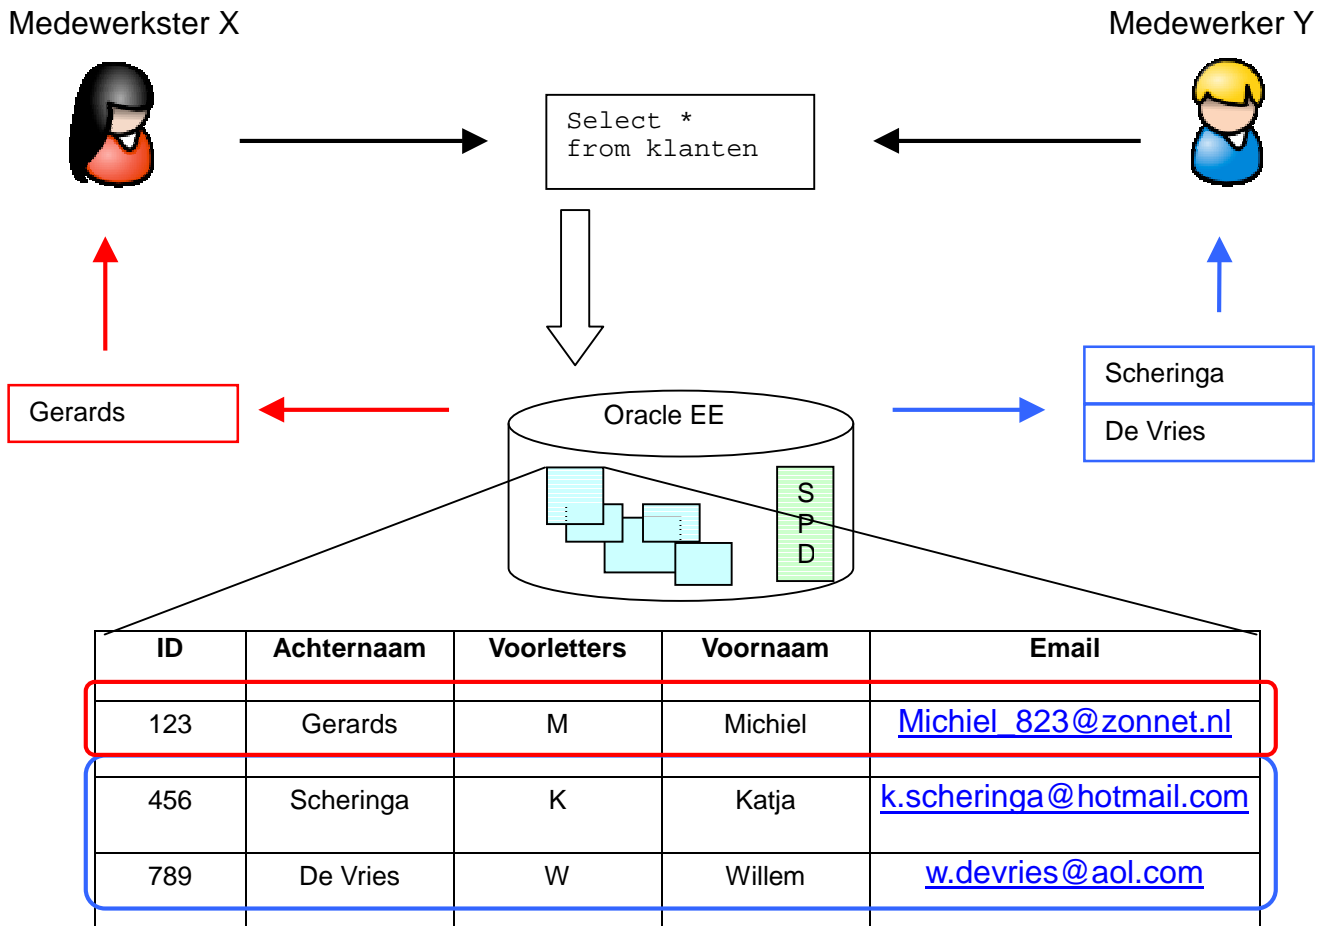 Medewerkster X
Medewerker Y
Select *
from klanten
Gerards
Oracle EE
Scheringa
De Vries
S
P
D
ID Achternaam Voorletters Voornaam Email
123 Gerards M Michiel Michiel_823@zonnet.nl
456 Scheringa K Katja k.scheringa@hotmail.com
789 De Vries W Willem w.devries@aol.com